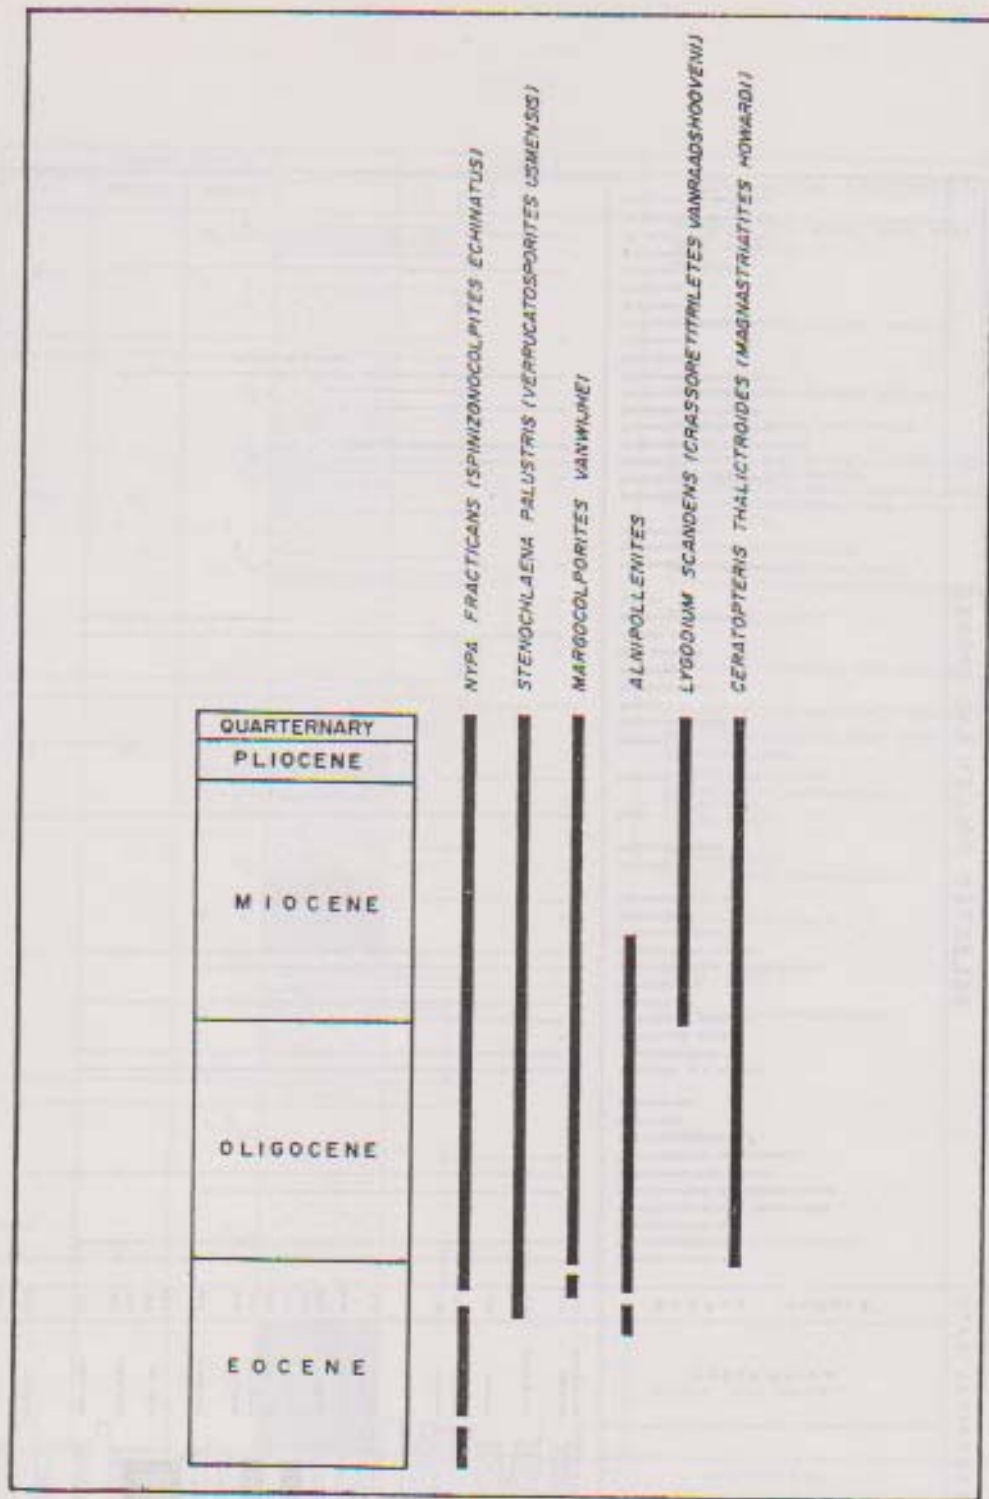 NYPA FRACTICANS (SPINIZONOCOLPITES ECHINATUS)
STENOCHLAENA PALUSTRIS (VERRUCATOSPORITES USMENSIS)
MARGOCOLPORITES VANWIJHEI
ALNIPOLLENITES
LYGODIUM SCANDENS (CRASSORETITRILETES VANRAADSHOOVENI)
CERATOPTERIS THALICTROIDES (MAGNASTRIATITES HOWARDI)
QUARTERNARY
PLIOCENE
MIOCENE
OLIGOCENE
EOCENE